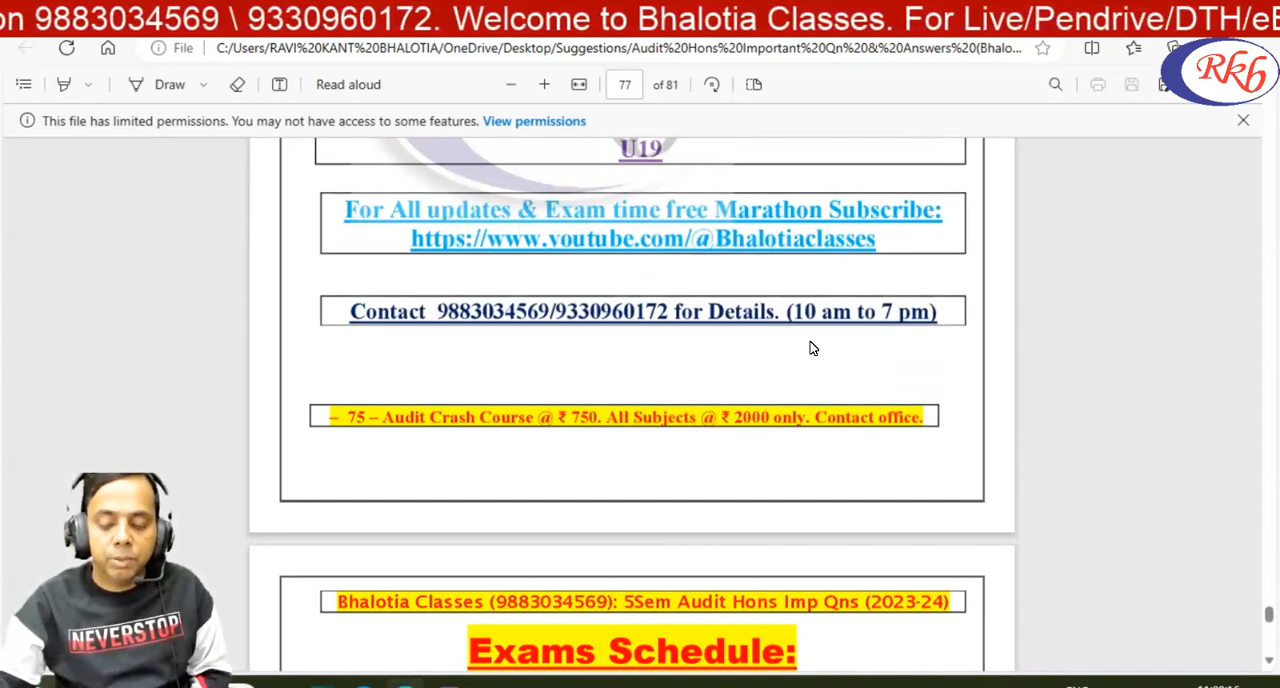 on 9883034569 \ 9330960172. Welcome to Bhalotia Classes. For Live/Pendrive/DTH/eB
File C:/Users/RAVI%20KANT%20BHALOTIA/OneDrive/Desktop/Suggestions/Audit%20Hons%20Important%20Qn%20&%20Answers%20(Bhalo...
Rkb
Draw
Read aloud
77 of 81
This file has limited permissions. You may not have access to some features. View permissions
U19
For All updates & Exam time free Marathon Subscribe:
https://www.youtube.com/@Bhalotiaclasses
Contact 9883034569/9330960172 for Details. (10 am to 7 pm)
– 75 – Audit Crash Course @ ₹ 750. All Subjects @ ₹ 2000 only. Contact office.
NEVERSTOP
Bhalotia Classes (9883034569): 5Sem Audit Hons Imp Qns (2023-24)
Exams Schedule: